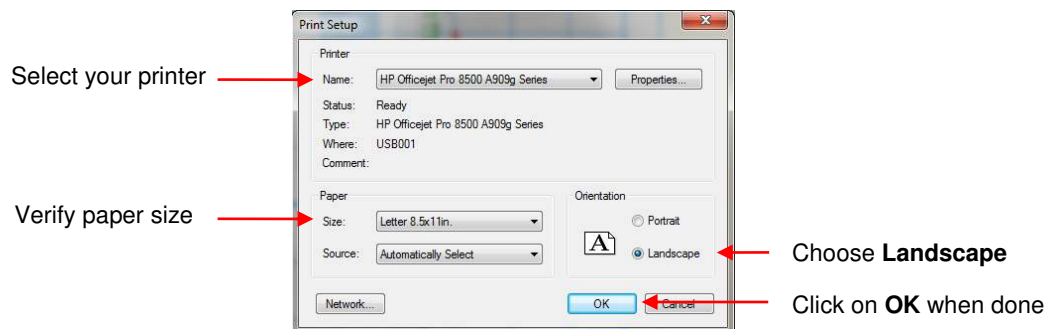 Print Setup
Printer
Select your printer
Name: HP Officejet Pro 8500 A909g Series Properties...
Status: Ready
Type: HP Officejet Pro 8500 A909g Series
Where: USB001
Comment:
Paper Orientation
Verify paper size
Size: Letter 8.5x11in. Portrait
Source: Automatically Select A Landscape
Choose Landscape
Network... OK Cancel
Click on OK when done